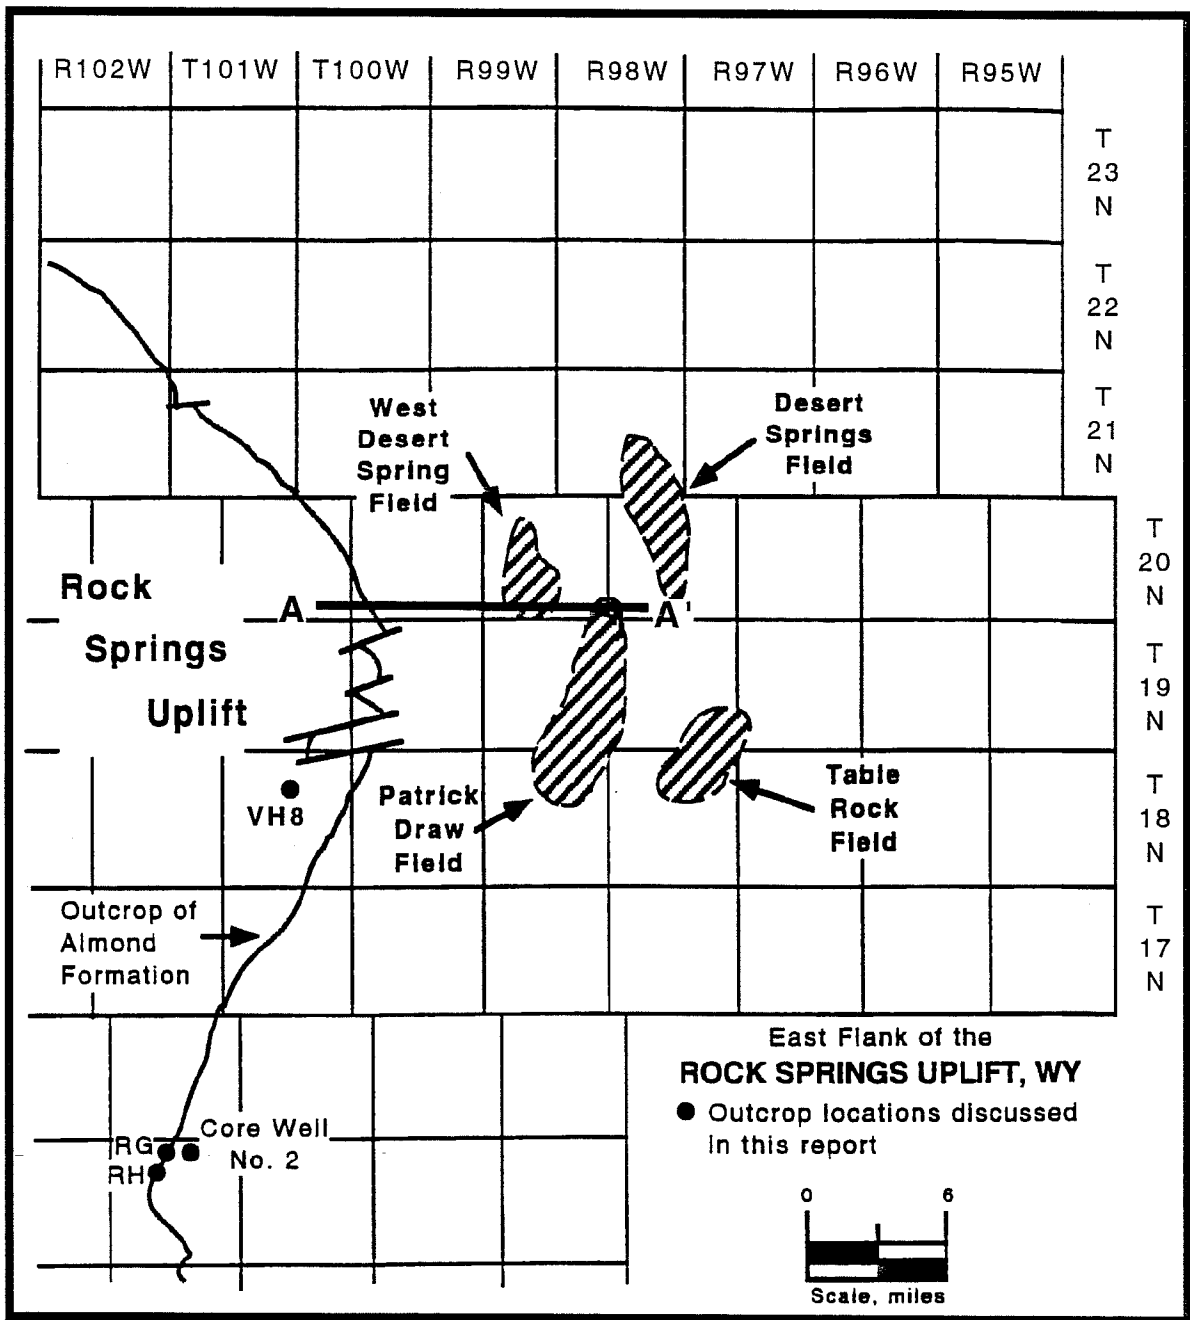 R102W T101W T100W R99W R98W R97W R96W R95W
T
23
N
T
22
N
T
21
N
T
20
N
T
19
N
T
18
N
T
17
N
West
Desert
Spring
Field
Desert
Springs
Field
Rock
Springs
Uplift
A
A'
VH8
Patrick
Draw
Field
Table
Rock
Field
Outcrop of
Almond
Formation
East Flank of the
ROCK SPRINGS UPLIFT, WY
Outcrop locations discussed
in this report
RG
RH
Core Well
No. 2
0 6
Scale, miles